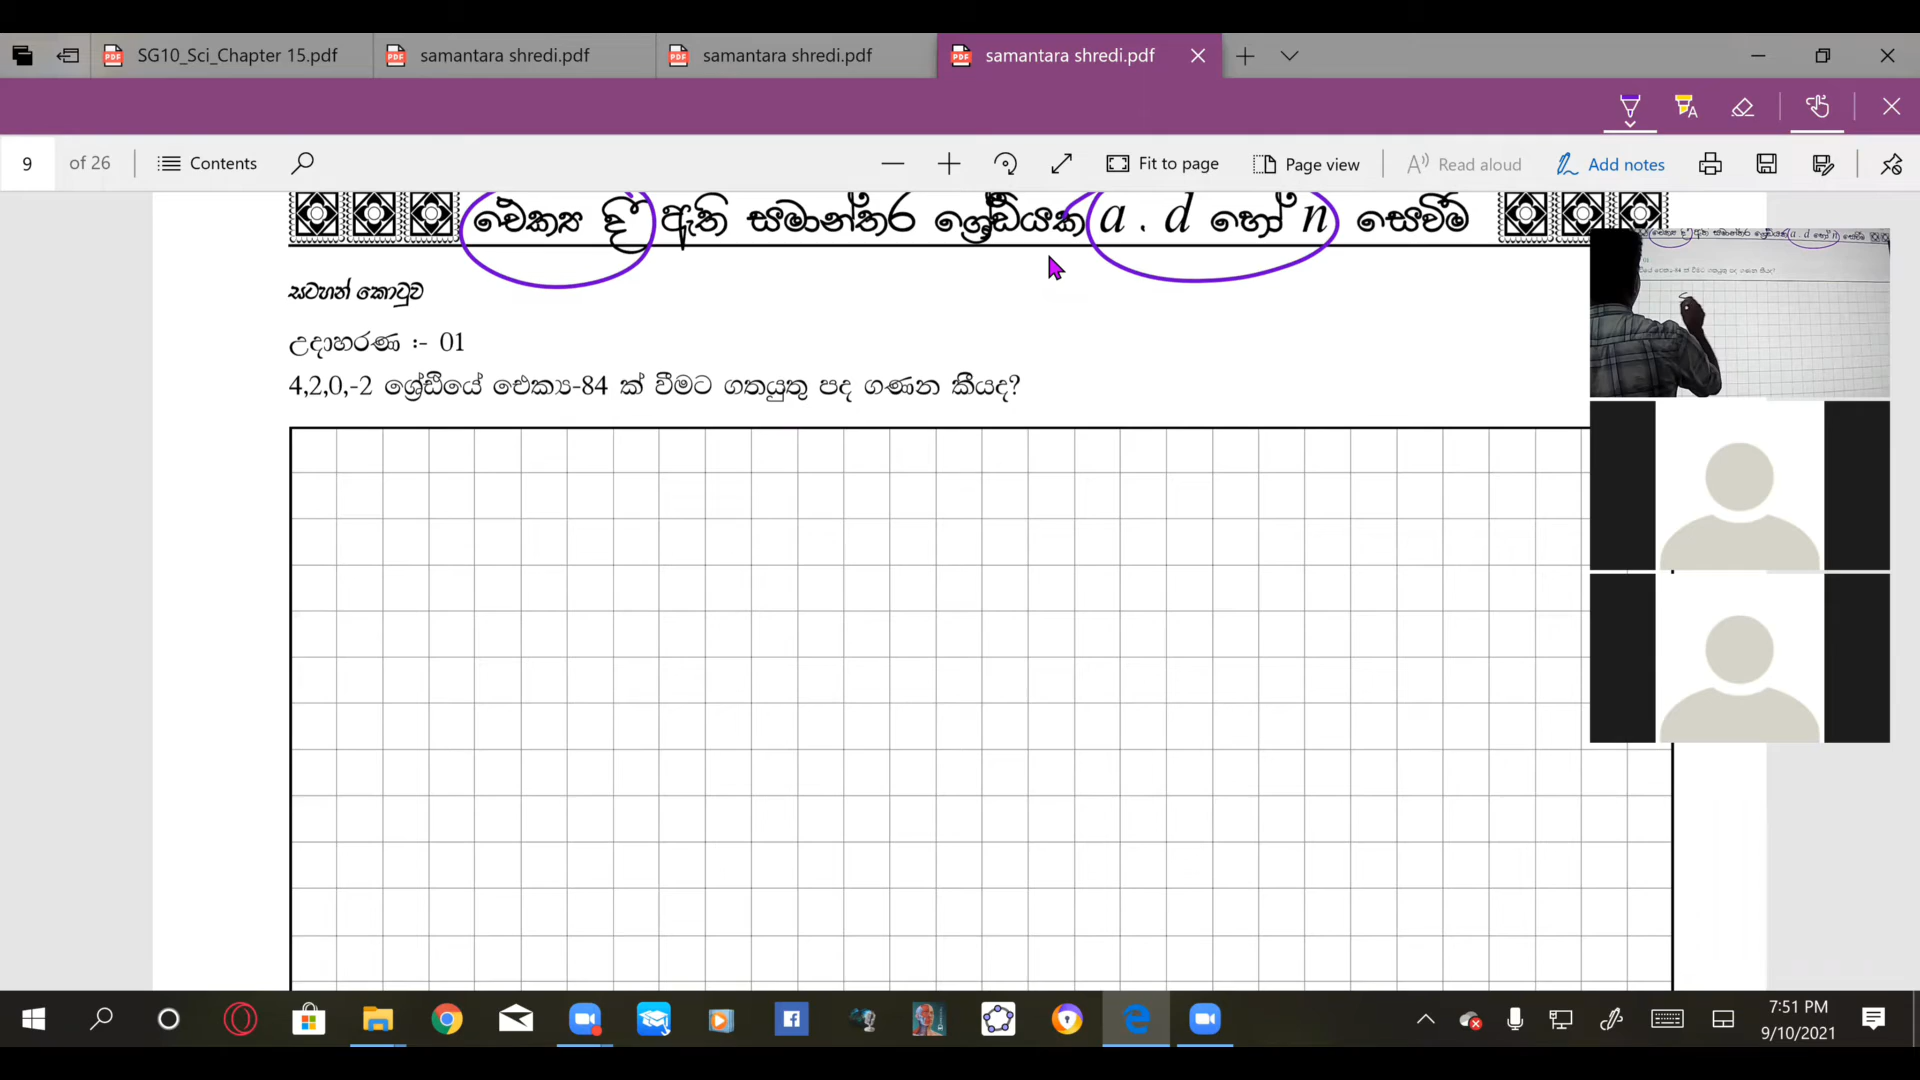 SG10_Sci_Chapter 15.pdf
samantara shredi.pdf
samantara shredi.pdf
samantara shredi.pdf
9 of 26
Contents
Fit to page
Page view
Read aloud
Add notes
ඓක්‍ය දී ඇති සමාන්තර ශ්‍රේඪියක a . d හෝ n සෙවීම්
සටහන් කොටුව
උදාහරණ :- 01
4,2,0,-2 ශ්‍රේඪියේ ඓක්‍ය-84 ක් වීමට ගතයුතු පද ගණන කීයද?
7:51 PM
9/10/2021